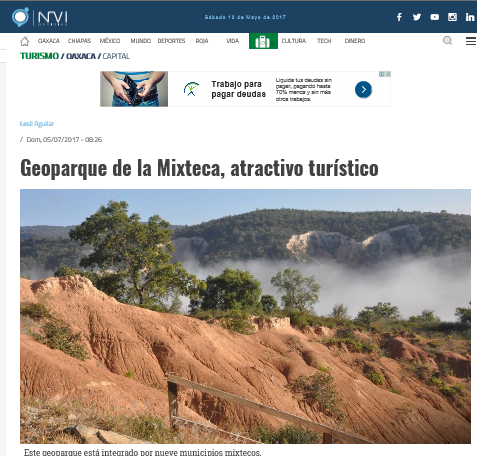 NVI
NOTICIAS
Sábado 13 de Mayo de 2017
OAXACA CHIAPAS MÉXICO MUNDO DEPORTES ROJA VIDA CULTURA TECH DINERO
TURISMO / OAXACA / CAPITAL
Trabajo para pagar deudas
Liquida tus deudas sin pagar, pagando hasta 70% menos y sin más otros trabajos.
Lesli Aguilar
/ Dom, 05/07/2017 - 08:26
Geoparque de la Mixteca, atractivo turístico
Este geoparque está integrado por nueve municipios mixtecos.